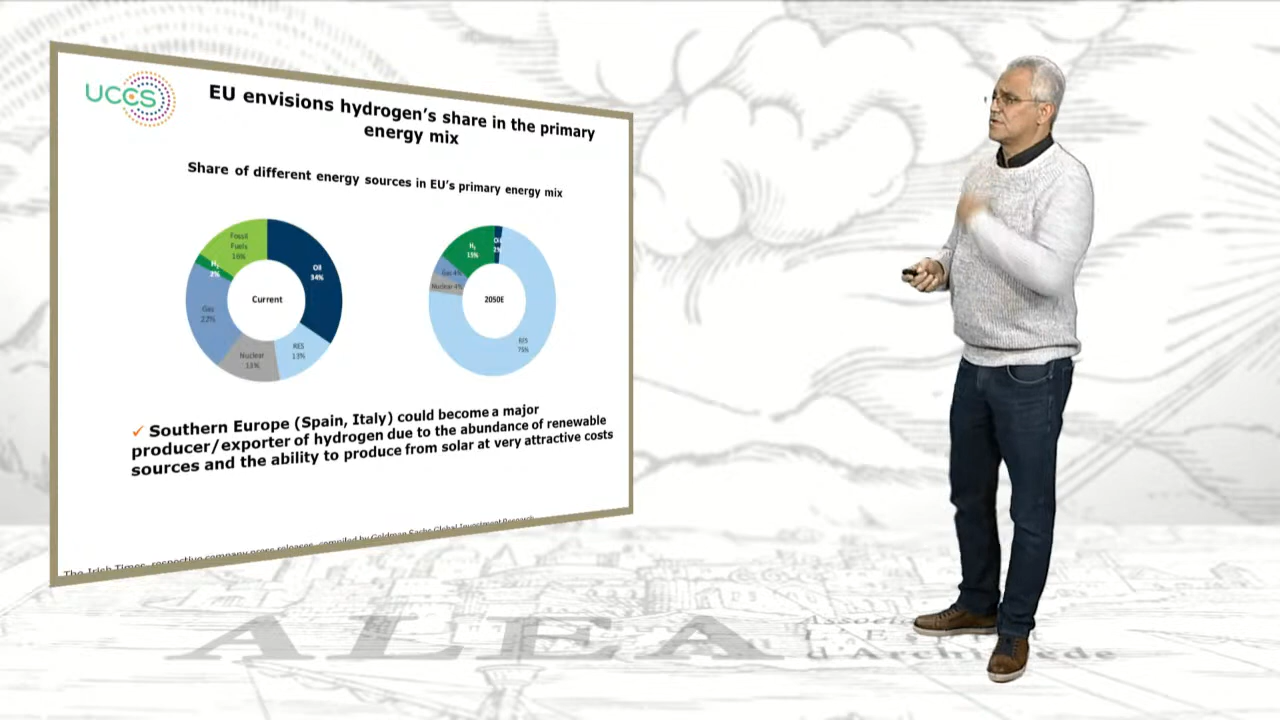 UCCS
EU envisions hydrogen's share in the primary
energy mix
Share of different energy sources in EU's primary energy mix
Fossil
Fuels
16%
H₂
2%
Oil
34%
Gas
22%
Current
RES
13%
Nuclear
13%
H₂
15%
Oil
2%
Gas 4%
Nuclear 4%
2050E
RES
✓ Southern Europe (Spain, Italy) could become a major
producer/exporter of hydrogen due to the abundance of renewable
sources and the ability to produce from solar at very attractive costs
The Irish Times, respective company press releases, compiled by Goldman Sachs Global Investment Research
ALEA
L'E
d'Archimede